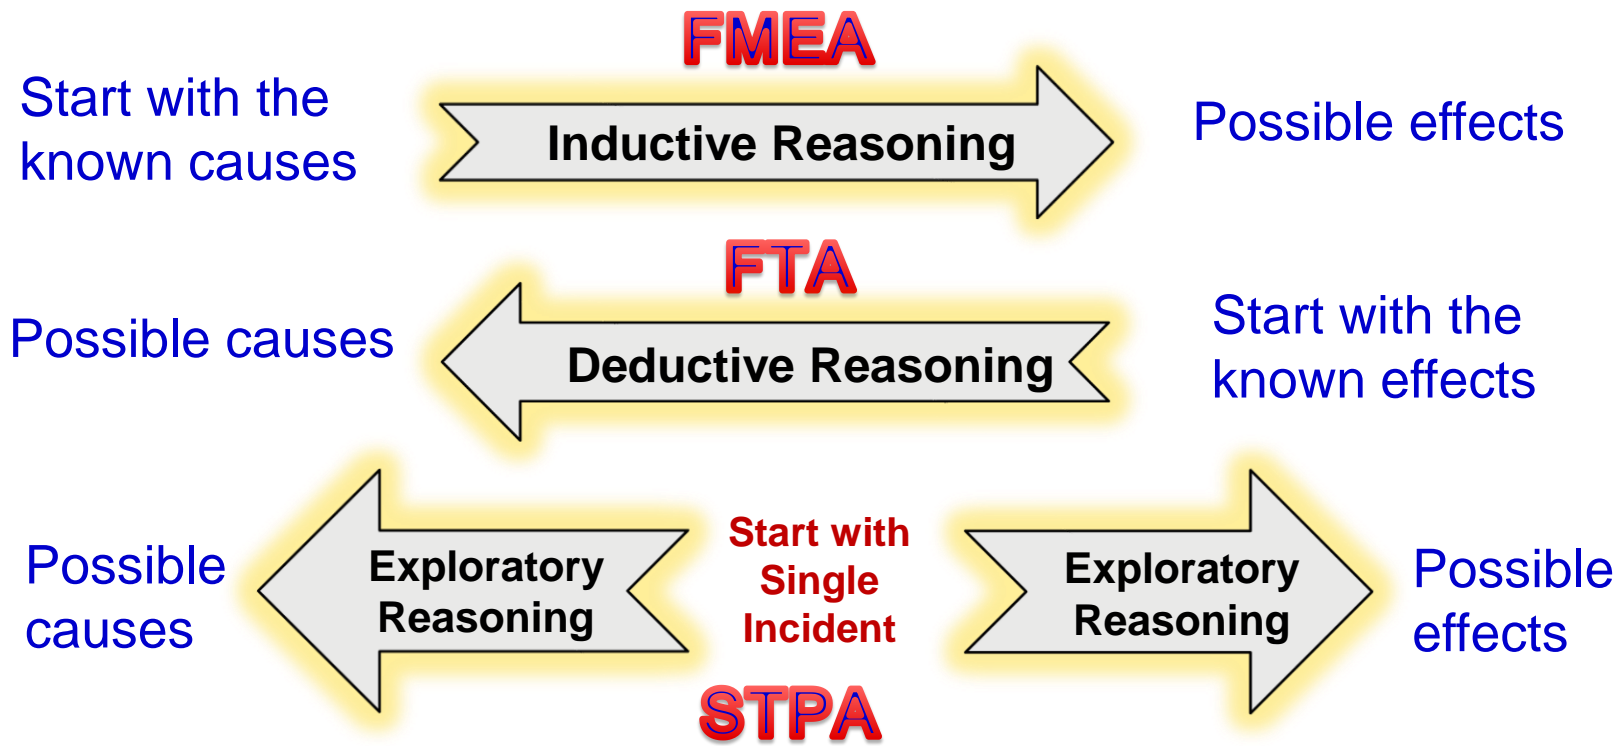 FMEA
Start with the
known causes
Inductive Reasoning
Possible effects
FTA
Possible causes
Deductive Reasoning
Start with the
known effects
Possible
causes
Exploratory
Reasoning
Start with
Single
Incident
Exploratory
Reasoning
Possible
effects
STPA